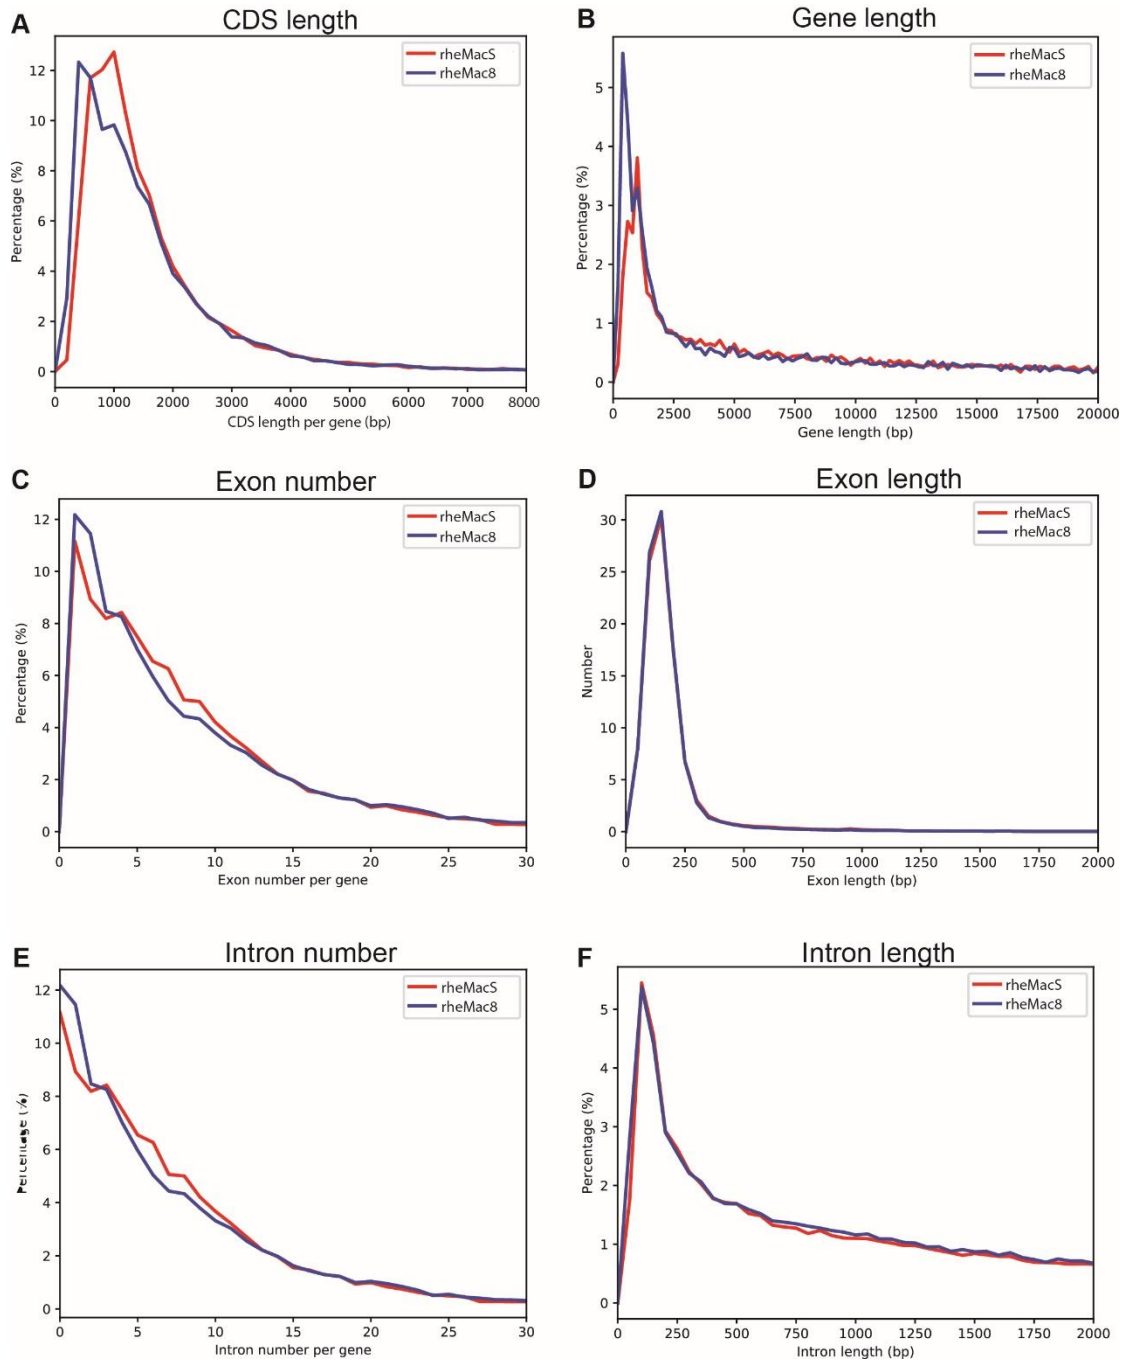 A CDS length
rheMacS
rheMac8
12
10
8
6
4
2
0
Percentage (%)
0 1000 2000 3000 4000 5000 6000 7000 8000
CDS length per gene (bp)
B Gene length
rheMacS
rheMac8
5
4
3
2
1
0
Percentage (%)
0 2500 5000 7500 10000 12500 15000 17500 20000
Gene length (bp)
C Exon number
rheMacS
rheMac8
12
10
8
6
4
2
0
Percentage (%)
0 5 10 15 20 25 30
Exon number per gene
D Exon length
rheMacS
rheMac8
30
25
20
15
10
5
0
Number
0 250 500 750 1000 1250 1500 1750 2000
Exon length (bp)
E Intron number
rheMacS
rheMac8
12
10
8
6
4
2
0
Percentage (%)
0 5 10 15 20 25 30
Intron number per gene
F Intron length
rheMacS
rheMac8
5
4
3
2
1
0
Percentage (%)
0 250 500 750 1000 1250 1500 1750 2000
Intron length (bp)